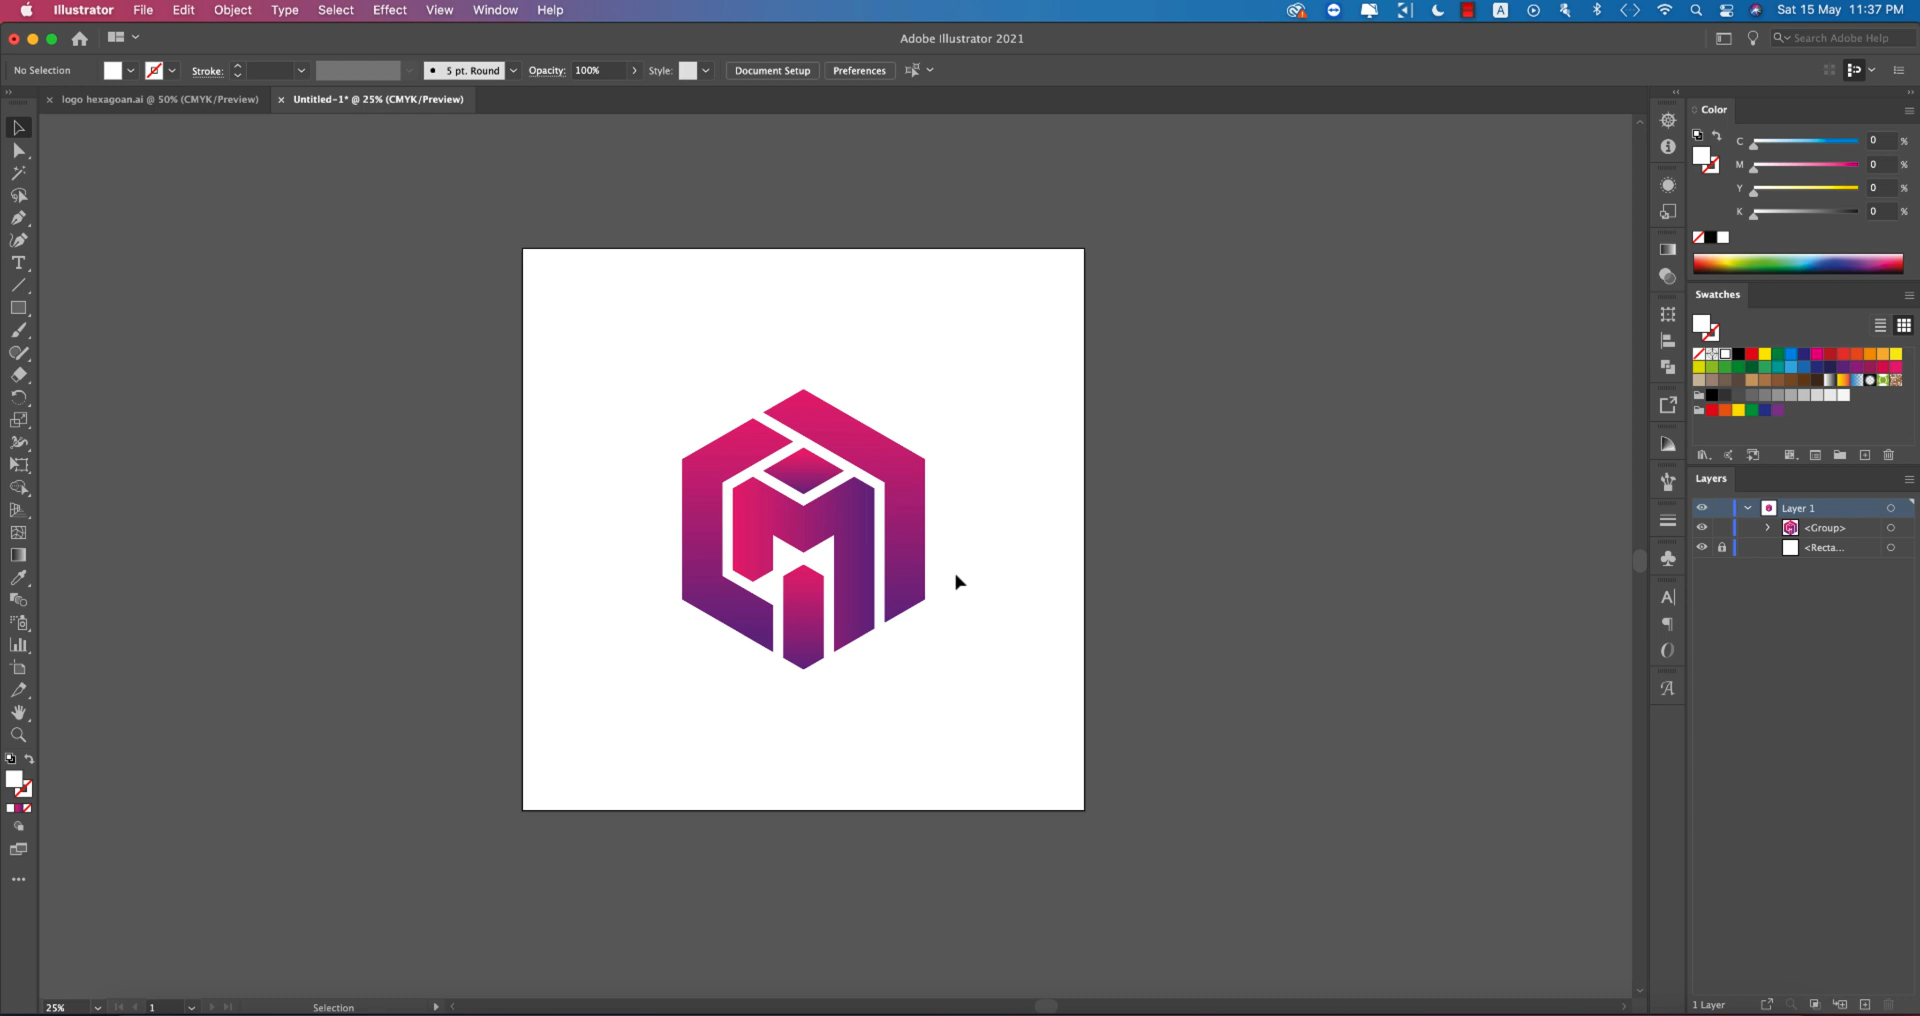 Illustrator File Edit Object Type Select Effect View Window Help A Sat 15 May 11:37 PM
Adobe Illustrator 2021 Search Adobe Help
No Selection Stroke: 5 pt. Round Opacity: 100% Style: Document Setup Preferences
logo hexagoan.ai @ 50% (CMYK/Preview) Untitled-1* @ 25% (CMYK/Preview)
Color
C 0 %
M 0 %
Y 0 %
K 0 %
Swatches
Layers
Layer 1
<Group>
<Recta...
25% 1 Selection 1 Layer